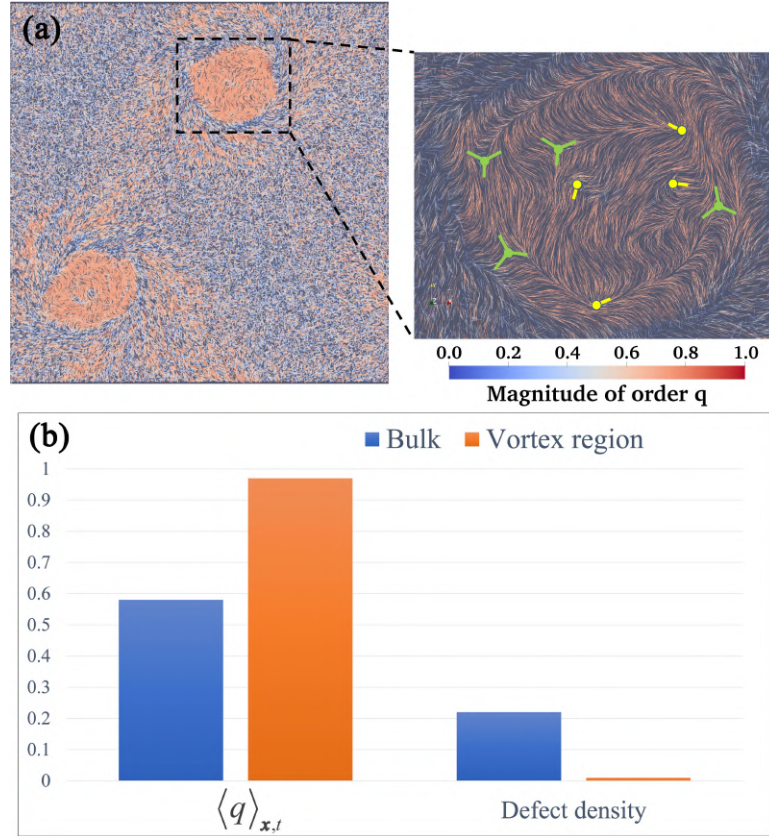 (a)
0.0 0.2 0.4 0.6 0.8 1.0
Magnitude of order q
(b)
Bulk Vortex region
1
0.9
0.8
0.7
0.6
0.5
0.4
0.3
0.2
0.1
0
⟨q⟩x,t Defect density